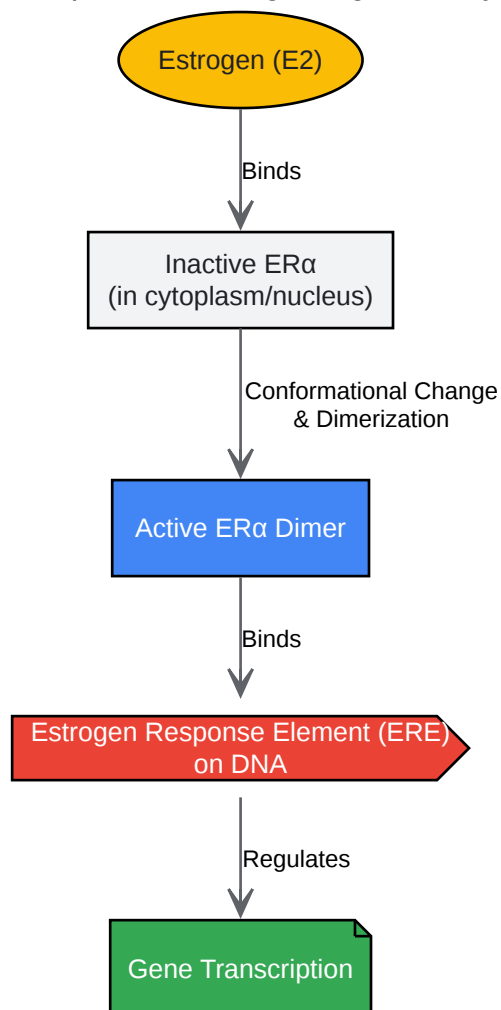 Estrogen (E2)
Binds
Inactive ERα
(in cytoplasm/nucleus)
Conformational Change
& Dimerization
Active ERα Dimer
Binds
Estrogen Response Element (ERE)
on DNA
Regulates
Gene Transcription